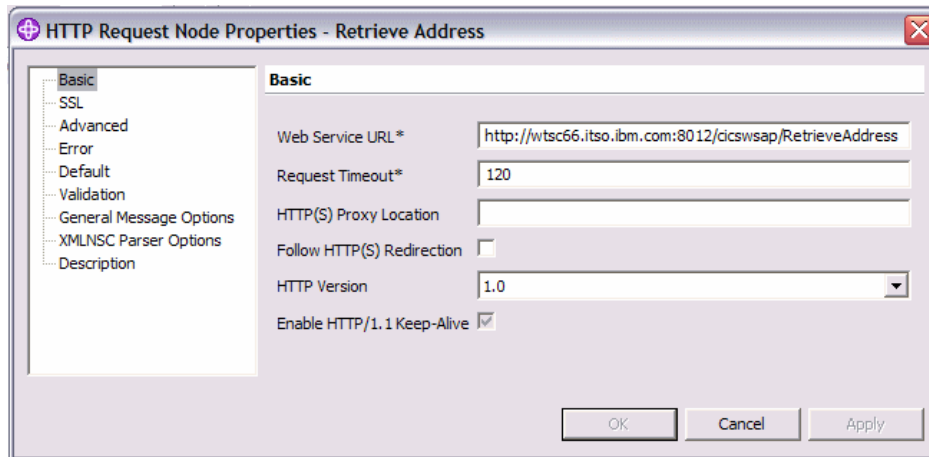 HTTP Request Node Properties - Retrieve Address
Basic
SSL
Advanced
Error
Default
Validation
General Message Options
XMLNSC Parser Options
Description
Basic
Web Service URL* http://wtsc66.itso.ibm.com:8012/cicswsap/RetrieveAddress
Request Timeout* 120
HTTP(S) Proxy Location
Follow HTTP(S) Redirection
HTTP Version 1.0
Enable HTTP/1.1 Keep-Alive
OK Cancel Apply